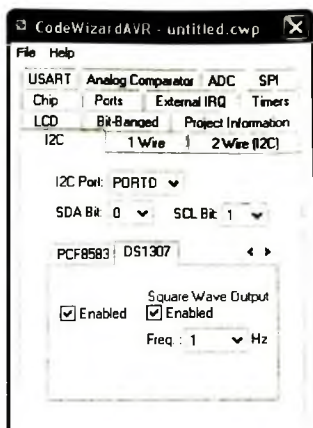 CodeWizardAVR - untitled.cwp
File Help
USART Analog Comparator ADC SPI
Chip Ports External IRQ Timers
LCD Bit-Banged Project Information
I2C 1 Wire 2 Wire (I2C)
I2C Port: PORTD
SDA Bit: 0 SCL Bit: 1
PCF8583 DS1307
Square Wave Output
Enabled Enabled
Freq. : 1 Hz